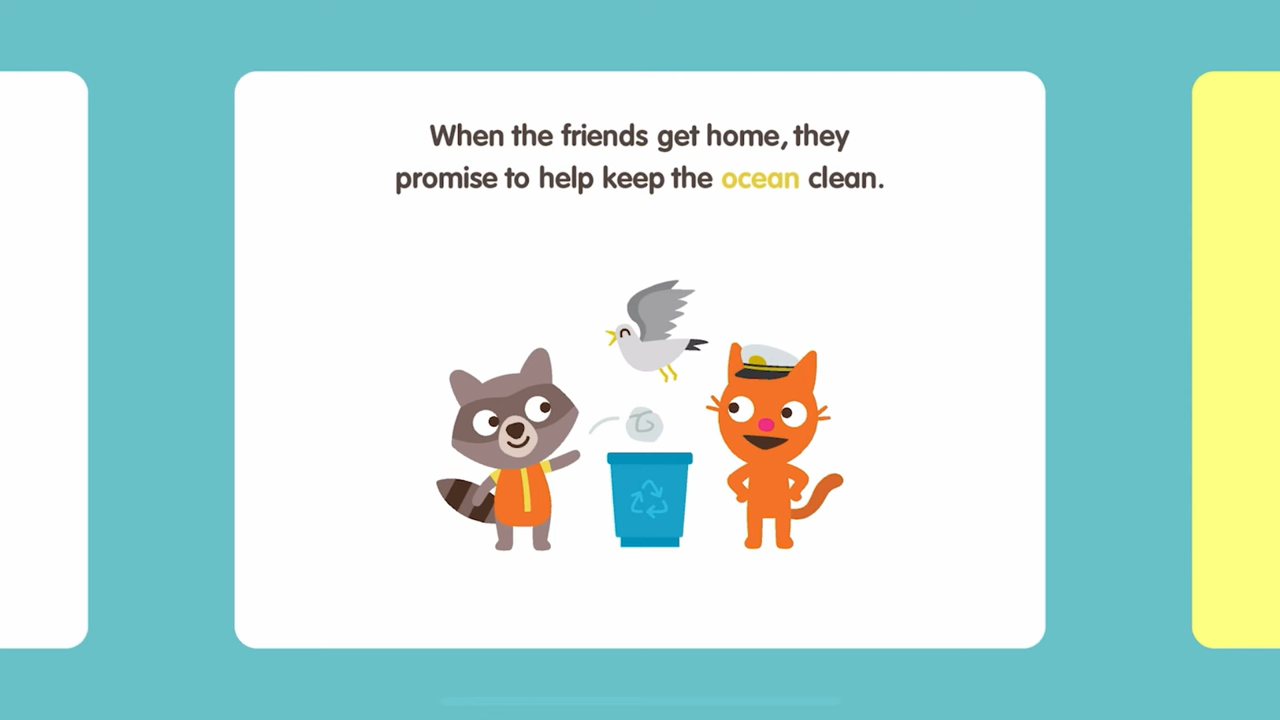 When the friends get home, they
promise to help keep the ocean clean.